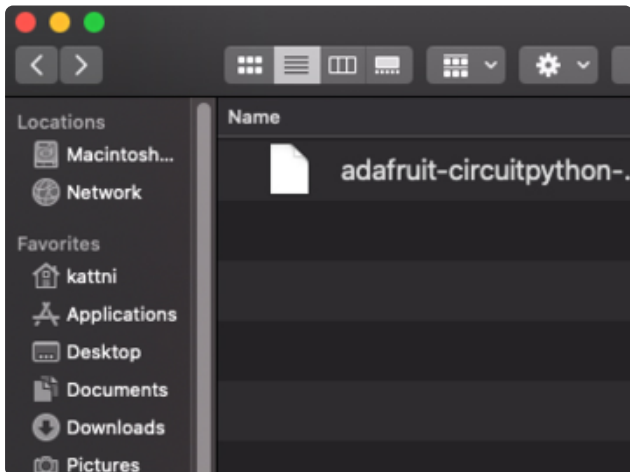 Locations
Macintosh...
Network
Favorites
kattni
Applications
Desktop
Documents
Downloads
Pictures
Name
adafruit-circuitpython-.